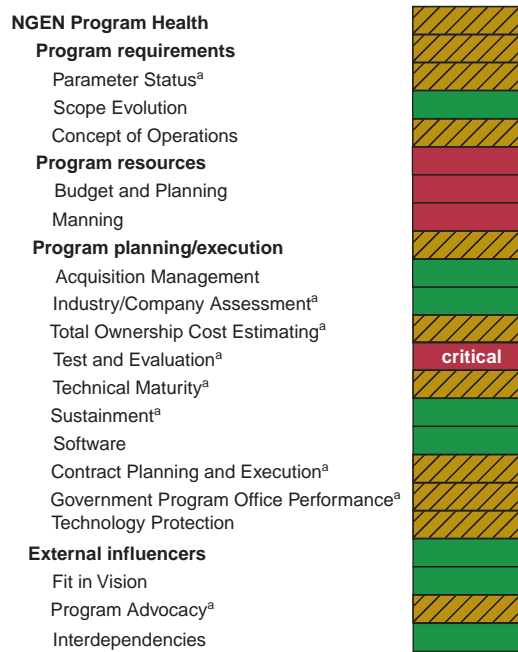 NGEN Program Health
Program requirements
Parameter Statusᵃ
Scope Evolution
Concept of Operations
Program resources
Budget and Planning
Manning
Program planning/execution
Acquisition Management
Industry/Company Assessmentᵃ
Total Ownership Cost Estimatingᵃ
Test and Evaluationᵃ critical
Technical Maturityᵃ
Sustainmentᵃ
Software
Contract Planning and Executionᵃ
Government Program Office Performanceᵃ
Technology Protection
External influencers
Fit in Vision
Program Advocacyᵃ
Interdependencies